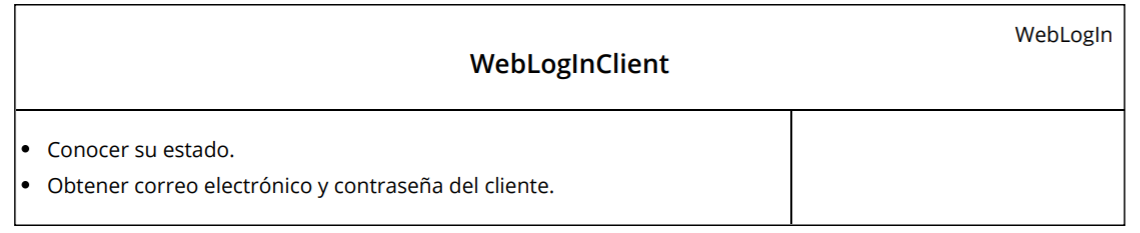 WebLogIn
WebLogInClient
• Conocer su estado.
• Obtener correo electrónico y contraseña del cliente.